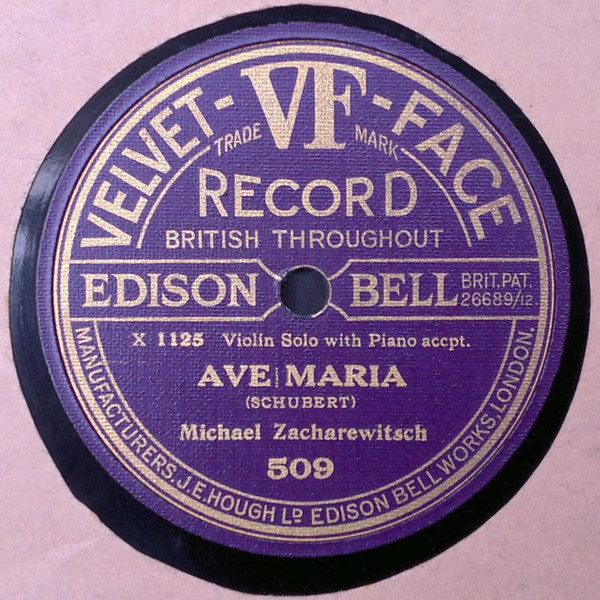 VELVET-VF-FACE
TRADE MARK
RECORD
BRITISH THROUGHOUT
EDISON BELL BRIT. PAT. 26689/12.
X 1125 Violin Solo with Piano accpt.
AVE MARIA
(SCHUBERT)
Michael Zacharewitsch
509
MANUFACTURERS, J.E. HOUGH LD EDISON BELL WORKS, LONDON.